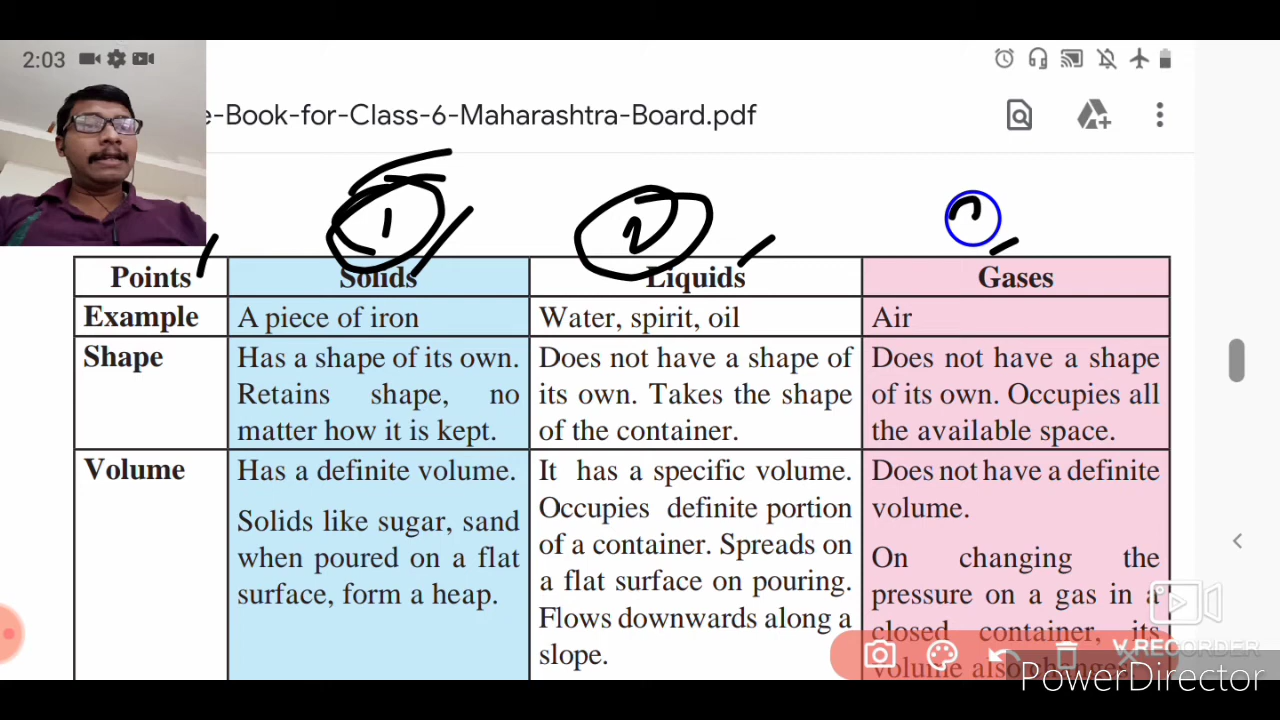 2:03
e-Book-for-Class-6-Maharashtra-Board.pdf
1
2
Points
Solids
Liquids
Gases
Example
A piece of iron
Water, spirit, oil
Air
Shape
Has a shape of its own.
Retains shape, no
matter how it is kept.
Does not have a shape of
its own. Takes the shape
of the container.
Does not have a shape
of its own. Occupies all
the available space.
Volume
Has a definite volume.
Solids like sugar, sand
when poured on a flat
surface, form a heap.
It has a specific volume.
Occupies definite portion
of a container. Spreads on
a flat surface on pouring.
Flows downwards along a
slope.
Does not have a definite
volume.
On changing the
pressure on a gas in a
closed container, its
volume also changes.
VRECORDER
PowerDirector